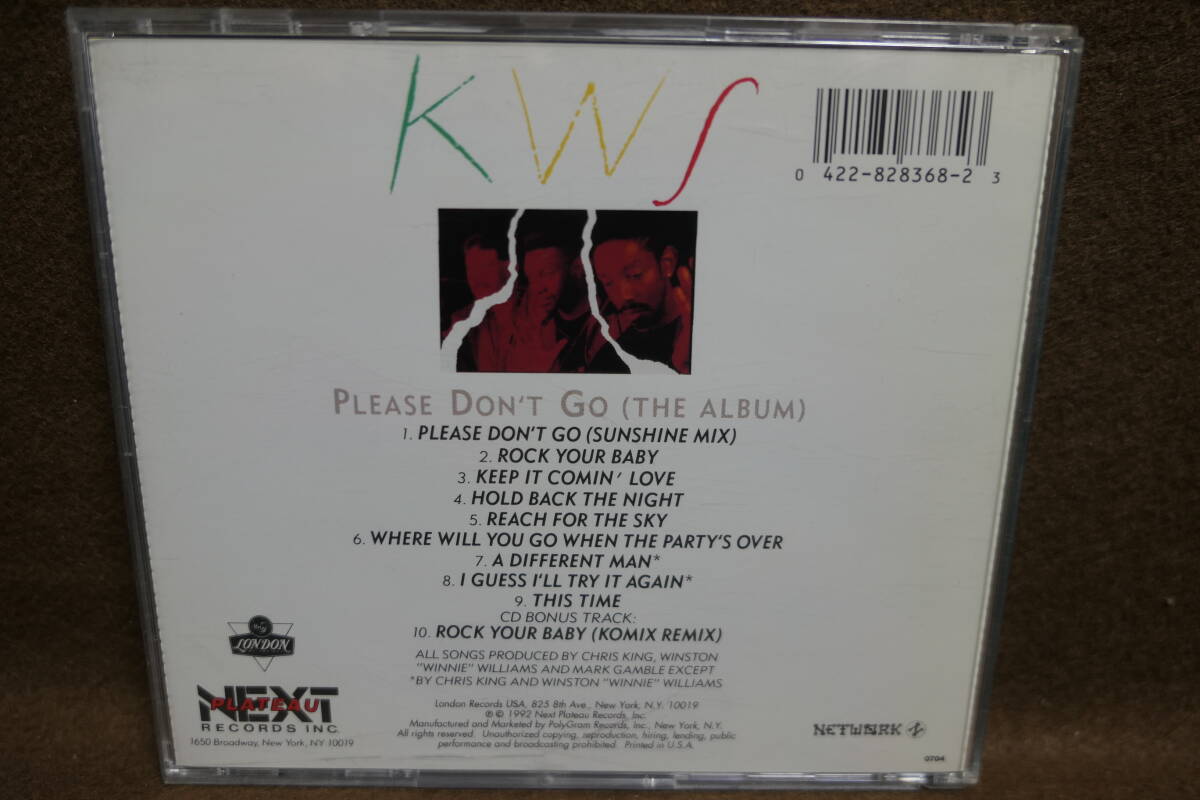 KWS
0 422-828368-2 3
PLEASE DON'T GO (THE ALBUM)
1. PLEASE DON'T GO (SUNSHINE MIX)
2. ROCK YOUR BABY
3. KEEP IT COMIN' LOVE
4. HOLD BACK THE NIGHT
5. REACH FOR THE SKY
6. WHERE WILL YOU GO WHEN THE PARTY'S OVER
7. A DIFFERENT MAN*
8. I GUESS I'LL TRY IT AGAIN*
9. THIS TIME
CD BONUS TRACK:
10. ROCK YOUR BABY (KOMIX REMIX)
ALL SONGS PRODUCED BY CHRIS KING, WINSTON
"WINNIE" WILLIAMS AND MARK GAMBLE EXCEPT
*BY CHRIS KING AND WINSTON "WINNIE" WILLIAMS
London Records USA, 825 8th Ave., New York, N.Y. 10019
℗ © 1992 Next Plateau Records, Inc.
Manufactured and Marketed by PolyGram Records, Inc., New York, N.Y.
All rights reserved. Unauthorized copying, reproduction, hiring, lending, public
performance and broadcasting prohibited. Printed in U.S.A.
LONDON
NEXT
PLATEAU
RECORDS INC.
1650 Broadway, New York, NY 10019
NETWORK
0704